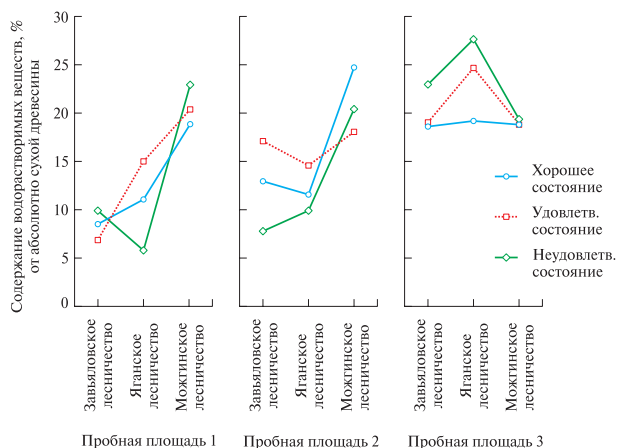 Содержание водорастворимых веществ, %
от абсолютно сухой древесины
30
25
20
15
10
5
0
Хорошее
состояние
Удовлетв.
состояние
Неудовлетв.
состояние
Завьяловское
лесничество
Яганское
лесничество
Можгинское
лесничество
Завьяловское
лесничество
Яганское
лесничество
Можгинское
лесничество
Завьяловское
лесничество
Яганское
лесничество
Можгинское
лесничество
Пробная площадь 1
Пробная площадь 2
Пробная площадь 3